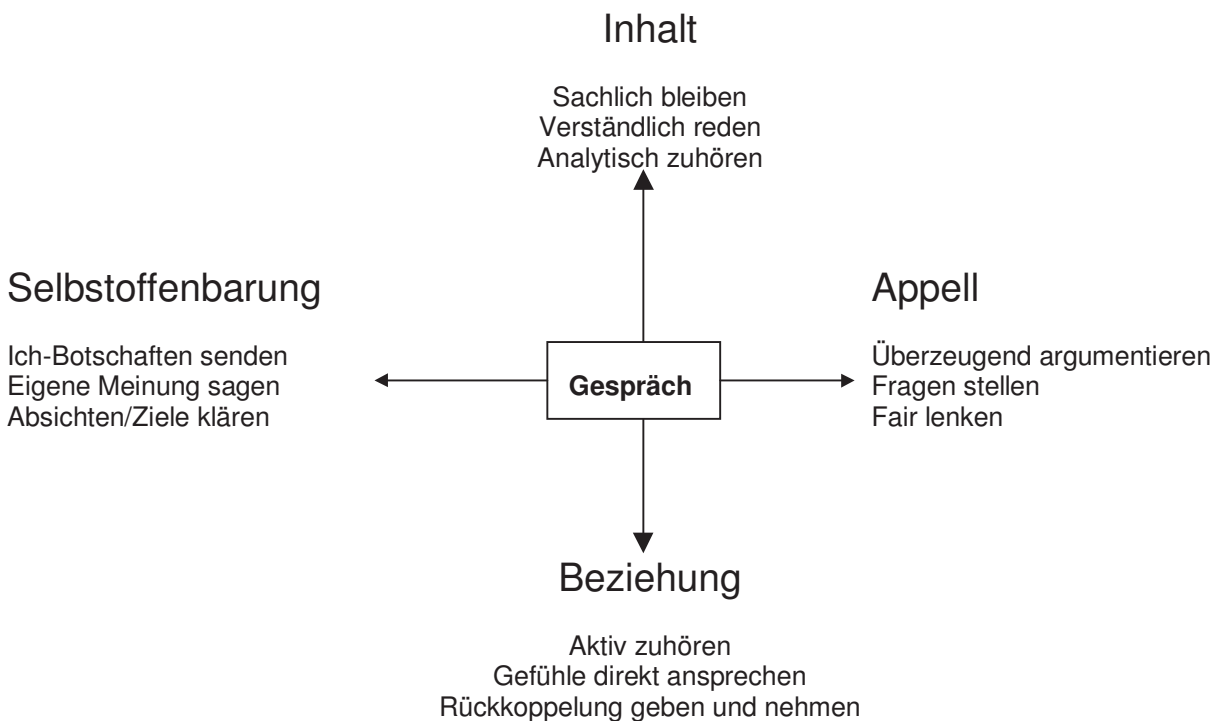 Inhalt
Sachlich bleiben
Verständlich reden
Analytisch zuhören
Selbstoffenbarung
Ich-Botschaften senden
Eigene Meinung sagen
Absichten/Ziele klären
Gespräch
Appell
Überzeugend argumentieren
Fragen stellen
Fair lenken
Beziehung
Aktiv zuhören
Gefühle direkt ansprechen
Rückkoppelung geben und nehmen